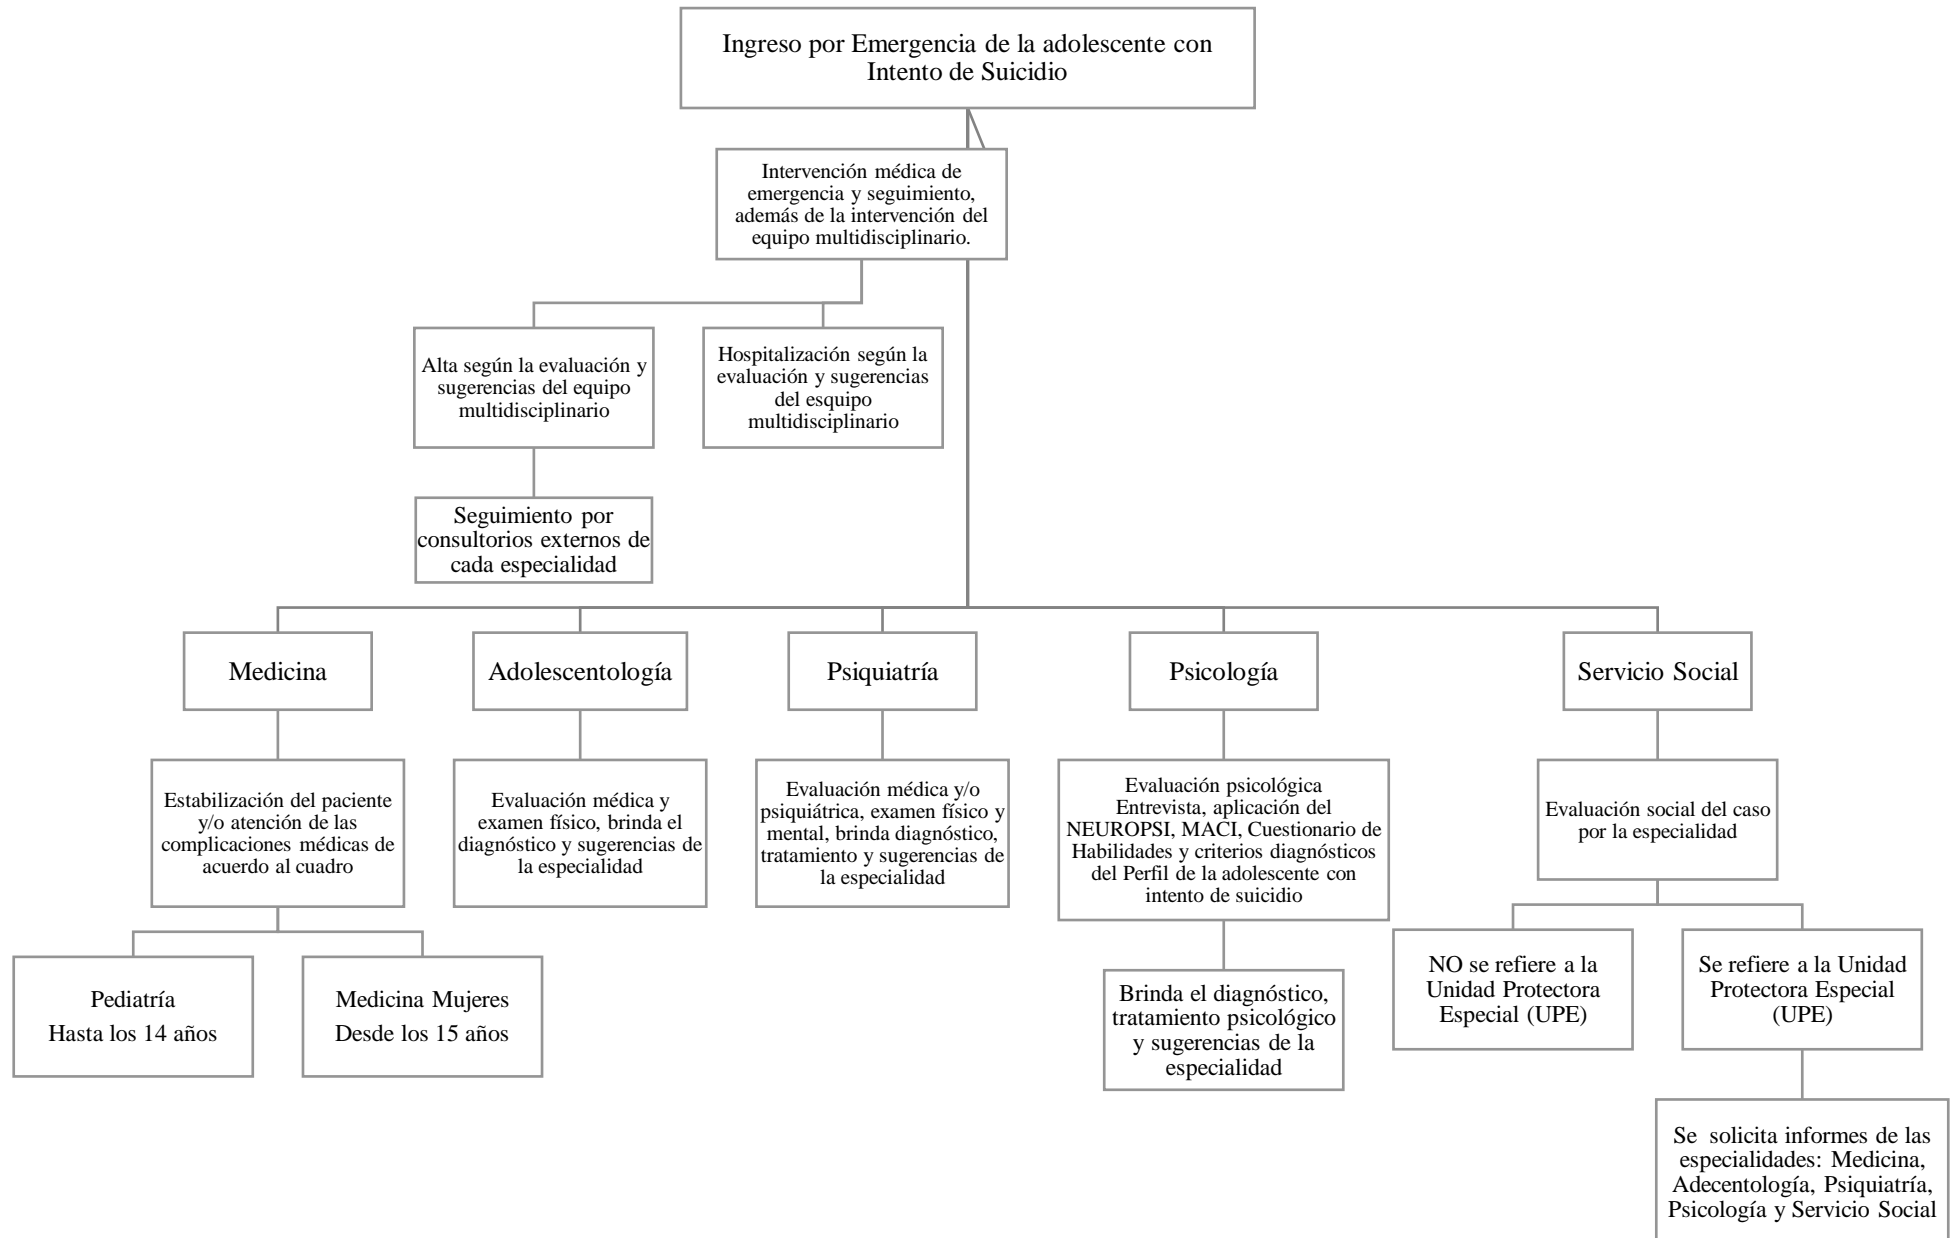 Ingreso por Emergencia de la adolescente con
Intento de Suicidio
Intervención médica de
emergencia y seguimiento,
además de la intervención del
equipo multidisciplinario.
Alta según la evaluación y
sugerencias del equipo
multidisciplinario
Hospitalización según la
evaluación y sugerencias
del esquipo
multidisciplinario
Seguimiento por
consultorios externos de
cada especialidad
Medicina
Adolescentología
Psiquiatría
Psicología
Servicio Social
Estabilización del paciente
y/o atención de las
complicaciones médicas de
acuerdo al cuadro
Evaluación médica y
examen físico, brinda el
diagnóstico y sugerencias de
la especialidad
Evaluación médica y/o
psiquiátrica, examen físico y
mental, brinda diagnóstico,
tratamiento y sugerencias de
la especialidad
Evaluación psicológica
Entrevista, aplicación del
NEUROPSI, MACI, Cuestionario de
Habilidades y criterios diagnósticos
del Perfil de la adolescente con
intento de suicidio
Evaluación social del caso
por la especialidad
Pediatría
Hasta los 14 años
Medicina Mujeres
Desde los 15 años
Brinda el diagnóstico,
tratamiento psicológico
y sugerencias de la
especialidad
NO se refiere a la
Unidad Protectora
Especial (UPE)
Se refiere a la Unidad
Protectora Especial
(UPE)
Se solicita informes de las
especialidades: Medicina,
Adecentología, Psiquiatría,
Psicología y Servicio Social